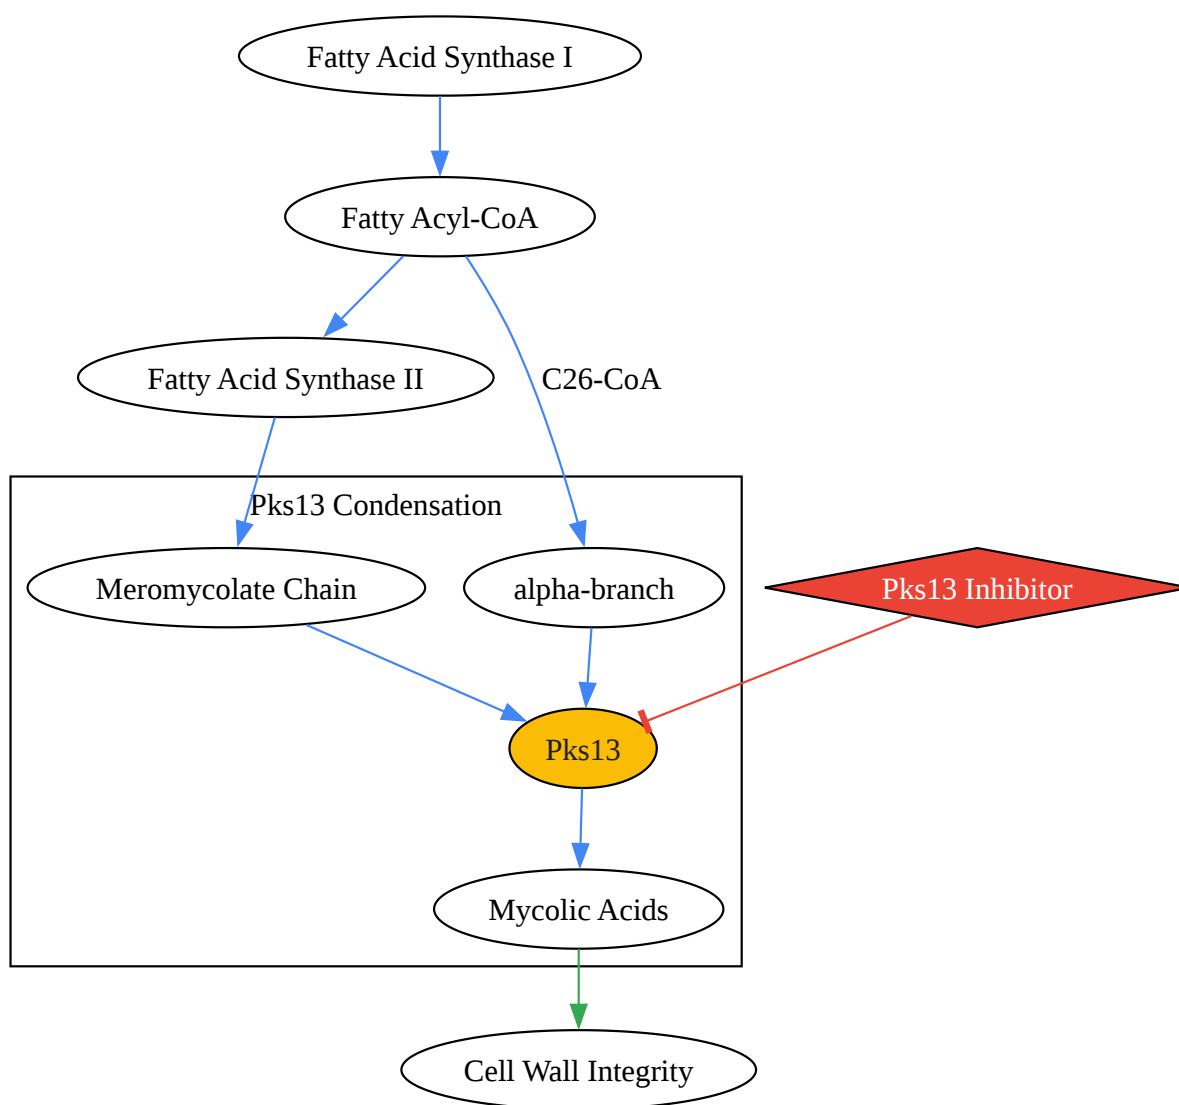 Fatty Acid Synthase I
Fatty Acyl-CoA
Fatty Acid Synthase II
C26-CoA
Pks13 Condensation
Meromycolate Chain
alpha-branch
Pks13 Inhibitor
Pks13
Mycolic Acids
Cell Wall Integrity